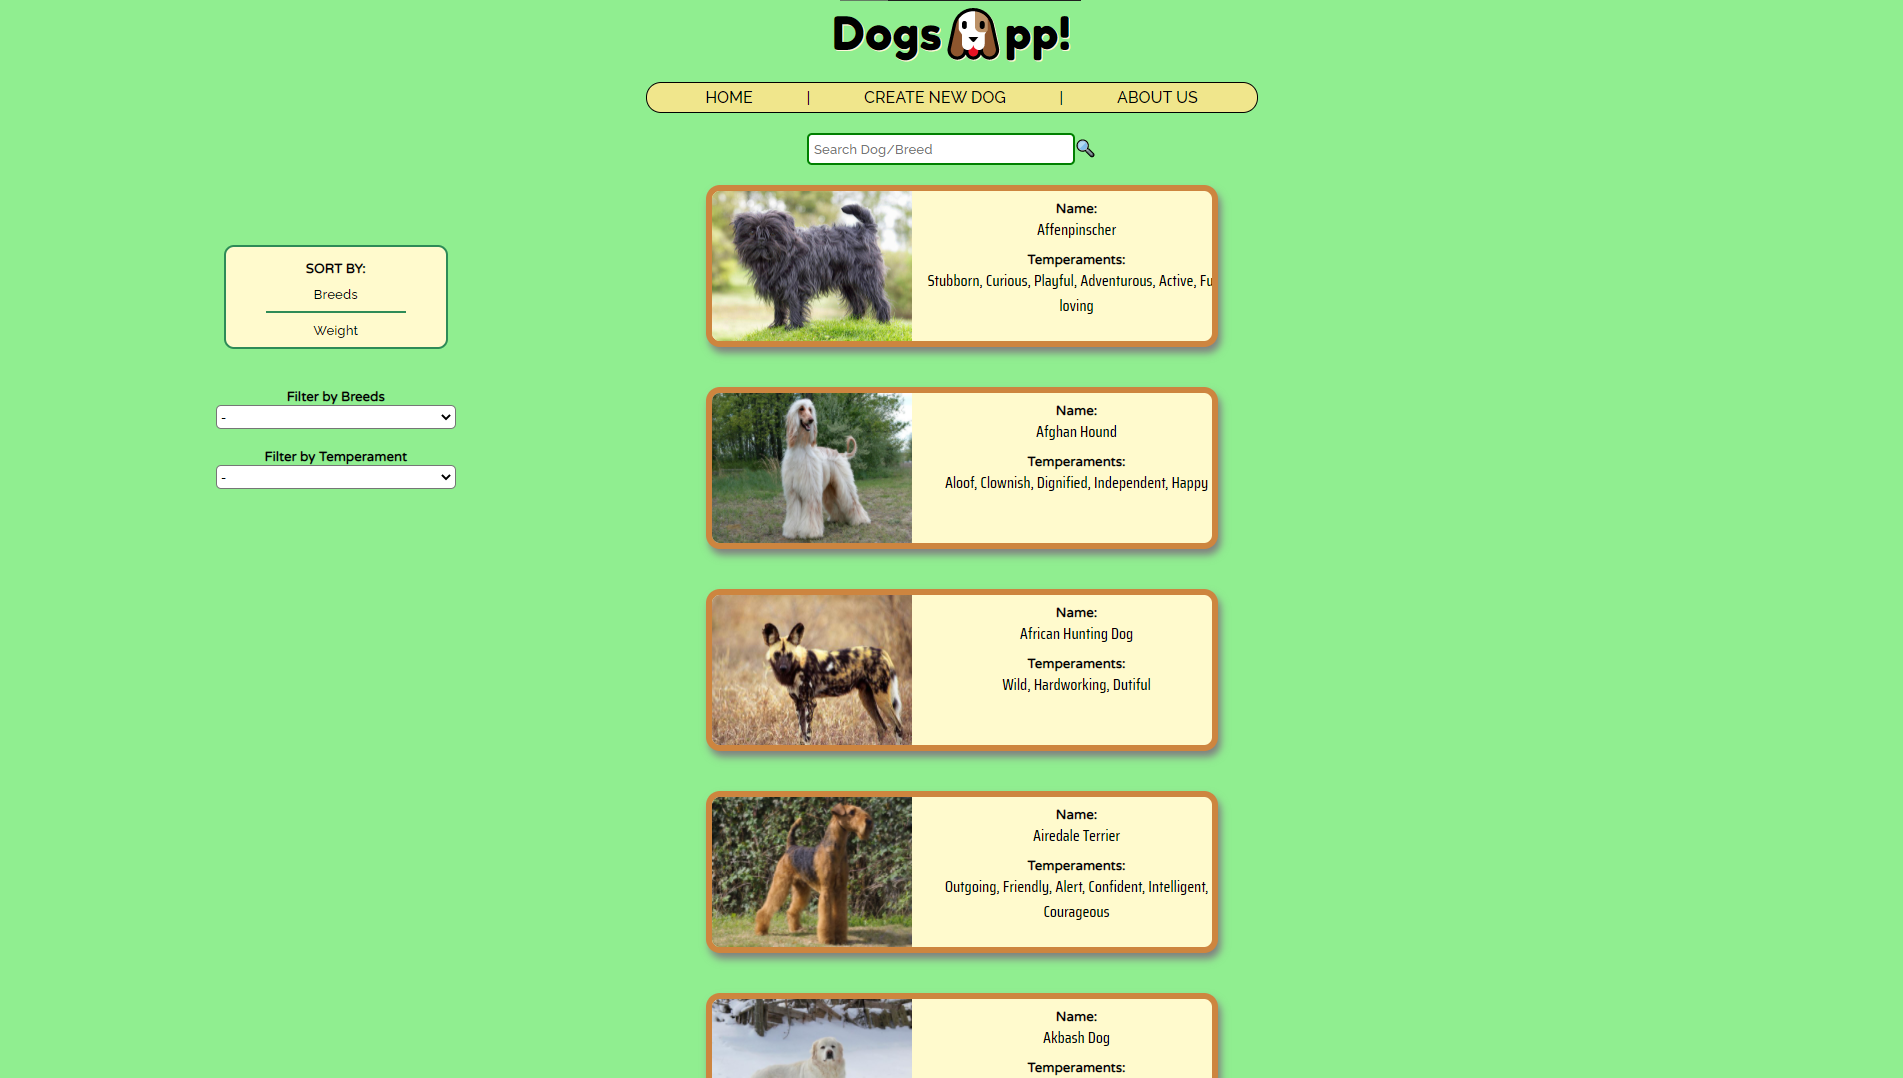 Dogs pp!
HOME | CREATE NEW DOG | ABOUT US
Search Dog/Breed
SORT BY:
Breeds
Weight
Filter by Breeds
-
Filter by Temperament
-
Name:
Affenpinscher
Temperaments:
Stubborn, Curious, Playful, Adventurous, Active, Fu
loving
Name:
Afghan Hound
Temperaments:
Aloof, Clownish, Dignified, Independent, Happy
Name:
African Hunting Dog
Temperaments:
Wild, Hardworking, Dutiful
Name:
Airedale Terrier
Temperaments:
Outgoing, Friendly, Alert, Confident, Intelligent,
Courageous
Name:
Akbash Dog
Temperaments: